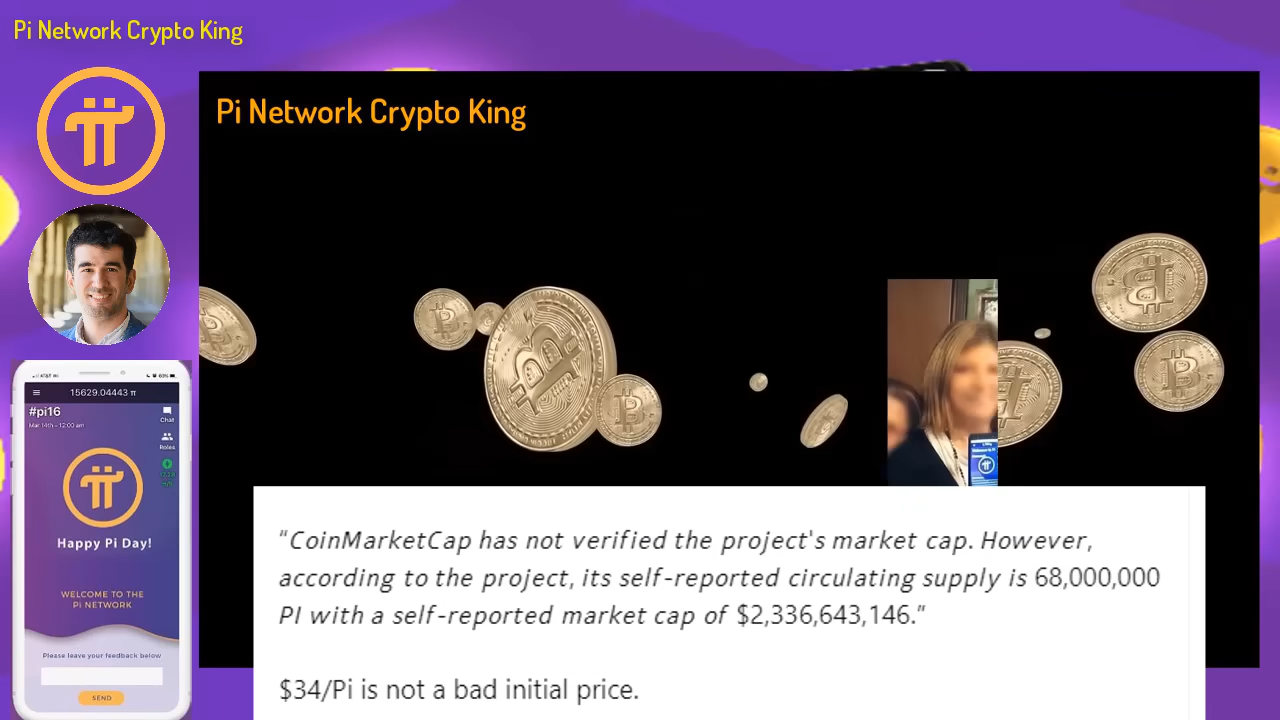 Pi Network Crypto King
Pi Network Crypto King
15629.04443 π
#pi16
Mar 14th - 12:00 am
Chat
Roles
Happy Pi Day!
WELCOME TO THE
Pi NETWORK
Please leave your feedback below
SEND
"CoinMarketCap has not verified the project's market cap. However,
according to the project, its self-reported circulating supply is 68,000,000
PI with a self-reported market cap of $2,336,643,146."
$34/Pi is not a bad initial price.